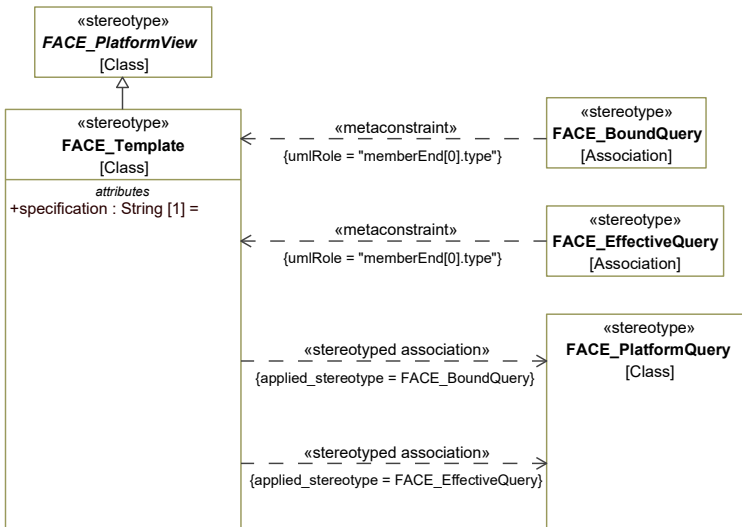 «stereotype»
FACE_PlatformView
[Class]
«stereotype»
FACE_Template
[Class]
attributes
+specification : String [1] =
«metaconstraint»
{umlRole = "memberEnd[0].type"}
«stereotype»
FACE_BoundQuery
[Association]
«metaconstraint»
{umlRole = "memberEnd[0].type"}
«stereotype»
FACE_EffectiveQuery
[Association]
«stereotyped association»
{applied_stereotype = FACE_BoundQuery}
«stereotype»
FACE_PlatformQuery
[Class]
«stereotyped association»
{applied_stereotype = FACE_EffectiveQuery}